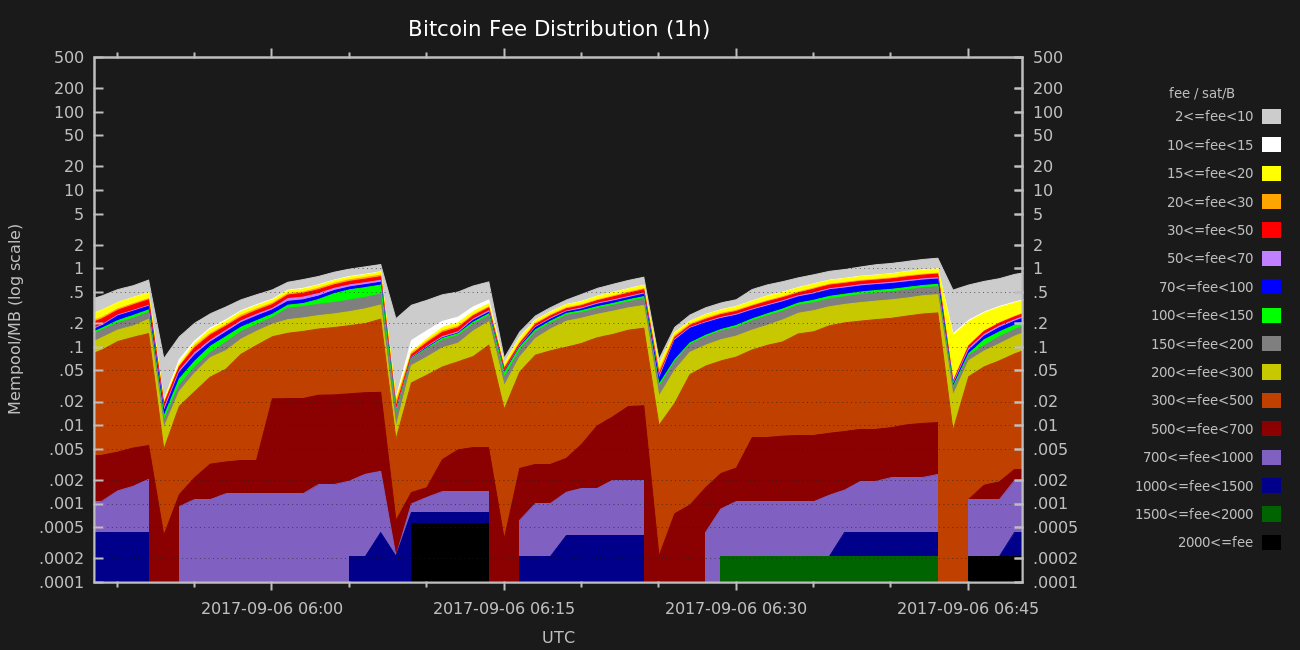 Bitcoin Fee Distribution (1h)
Mempool/MB (log scale)
500
200
100
50
20
10
5
2
1
.5
.2
.1
.05
.02
.01
.005
.002
.001
.0005
.0002
.0001
500
200
100
50
20
10
5
2
1
.5
.2
.1
.05
.02
.01
.005
.002
.001
.0005
.0002
.0001
2017-09-06 06:00
2017-09-06 06:15
2017-09-06 06:30
2017-09-06 06:45
UTC
fee / sat/B
2<=fee<10
10<=fee<15
15<=fee<20
20<=fee<30
30<=fee<50
50<=fee<70
70<=fee<100
100<=fee<150
150<=fee<200
200<=fee<300
300<=fee<500
500<=fee<700
700<=fee<1000
1000<=fee<1500
1500<=fee<2000
2000<=fee